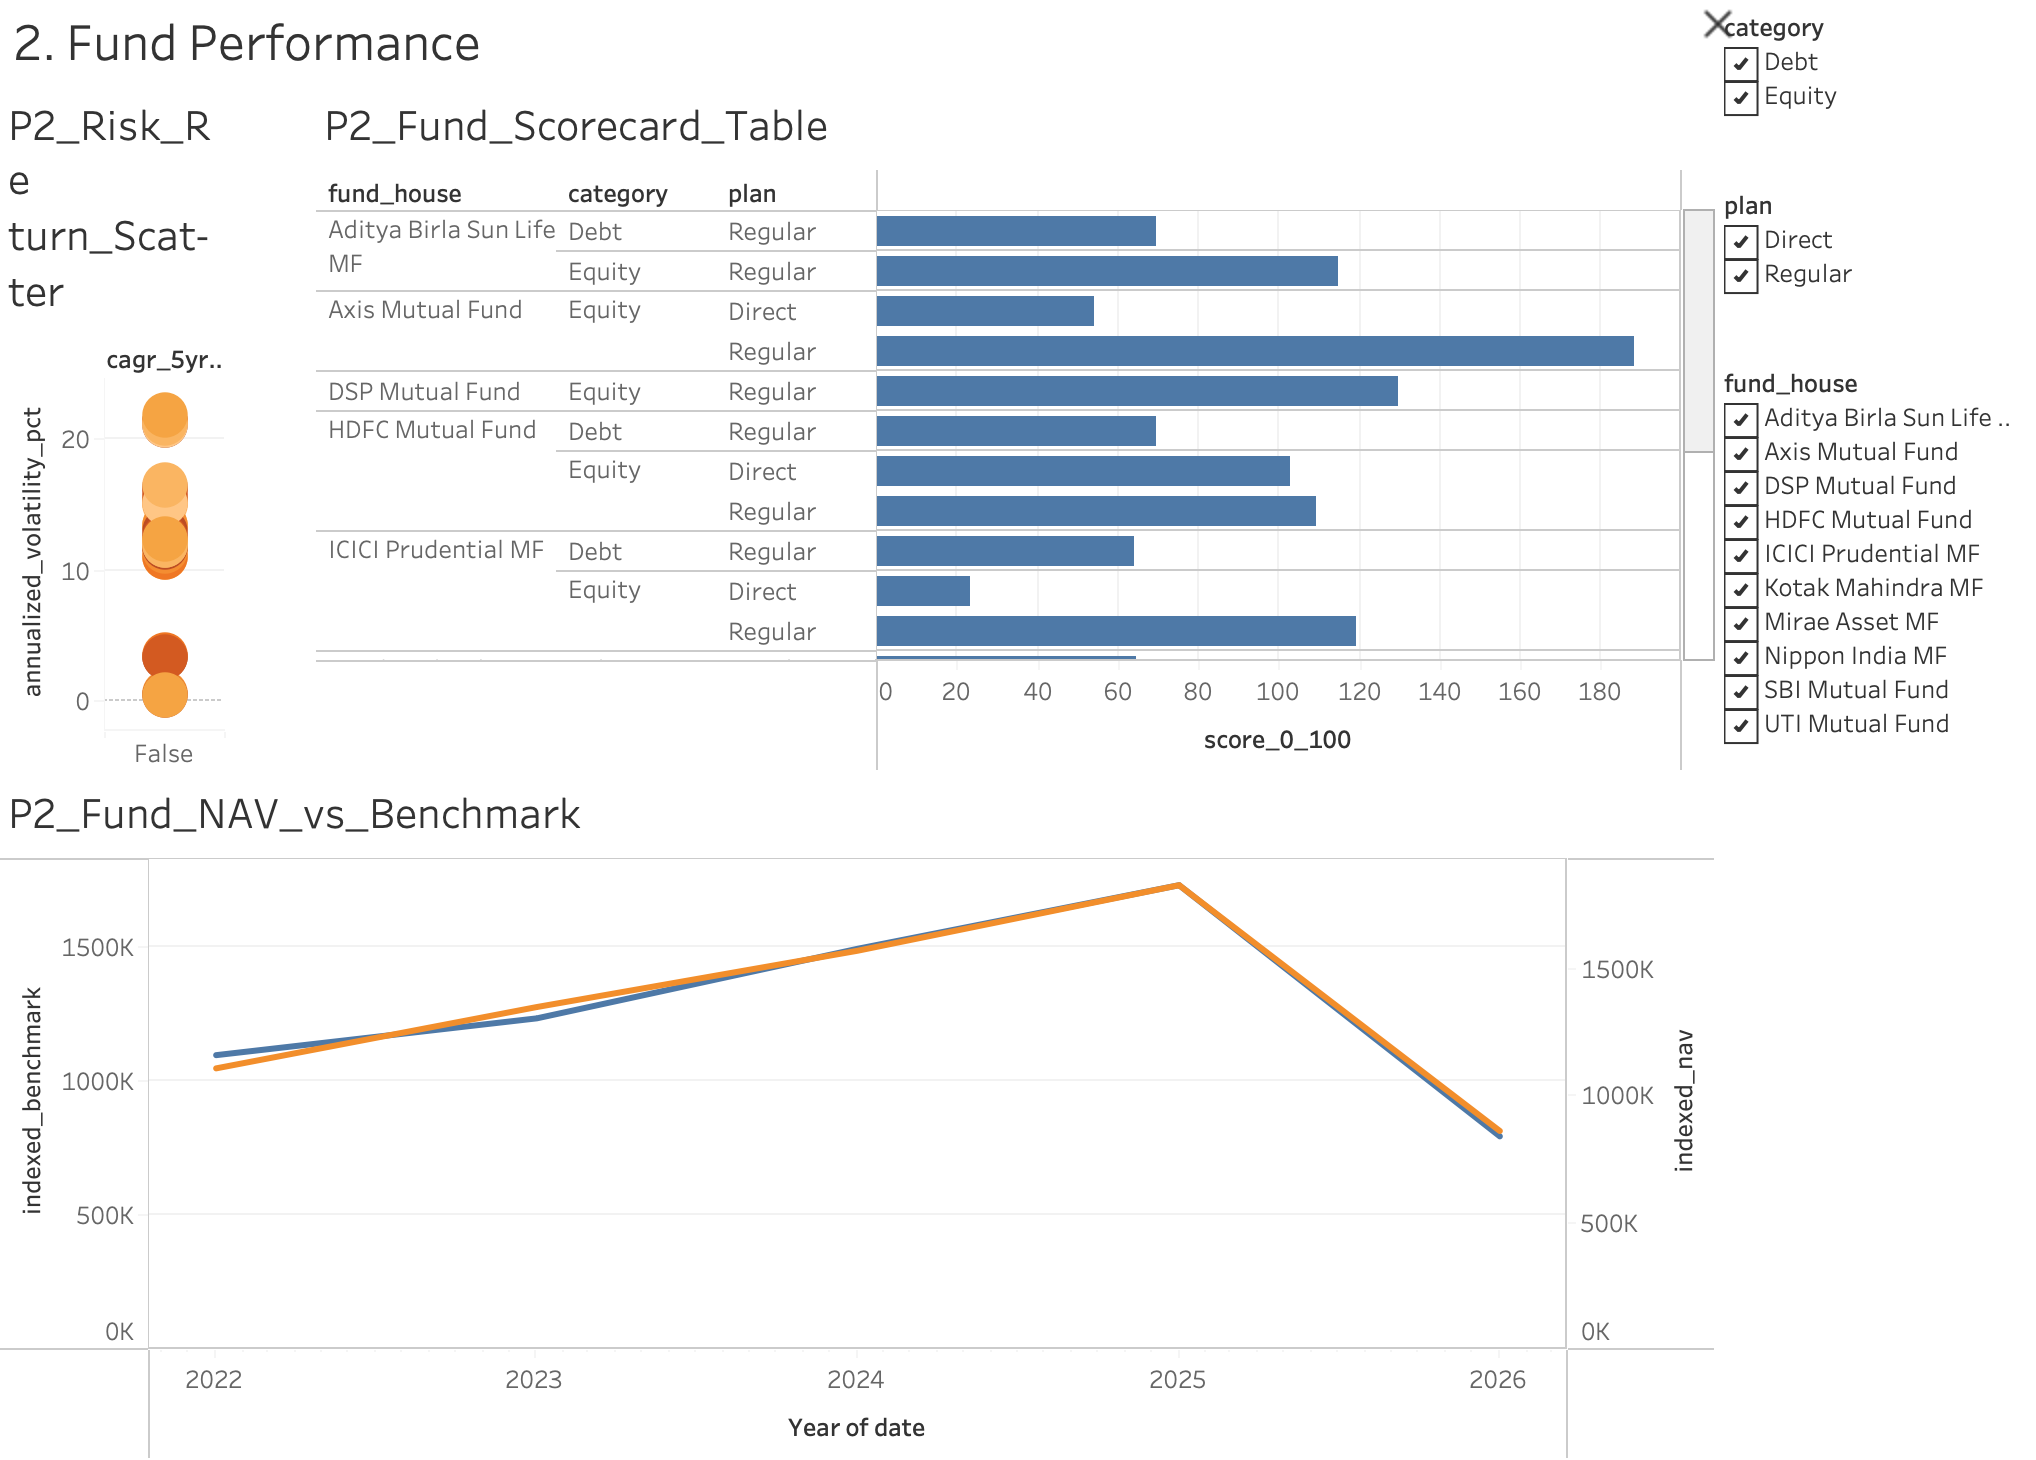 2. Fund Performance
P2_Risk_R
e
turn_Scat-
ter
cagr_5yr..
annualized_volatility_pct
20
10
0
False
P2_Fund_Scorecard_Table
fund_house category plan
Aditya Birla Sun Life Debt Regular
MF Equity Regular
Axis Mutual Fund Equity Direct
Regular
DSP Mutual Fund Equity Regular
HDFC Mutual Fund Debt Regular
Equity Direct
Regular
ICICI Prudential MF Debt Regular
Equity Direct
Regular
0 20 40 60 80 100 120 140 160 180
score_0_100
category
Debt
Equity
plan
Direct
Regular
fund_house
Aditya Birla Sun Life ..
Axis Mutual Fund
DSP Mutual Fund
HDFC Mutual Fund
ICICI Prudential MF
Kotak Mahindra MF
Mirae Asset MF
Nippon India MF
SBI Mutual Fund
UTI Mutual Fund
P2_Fund_NAV_vs_Benchmark
indexed_benchmark
1500K
1000K
500K
0K
1500K
1000K
500K
0K
indexed_nav
2022 2023 2024 2025 2026
Year of date